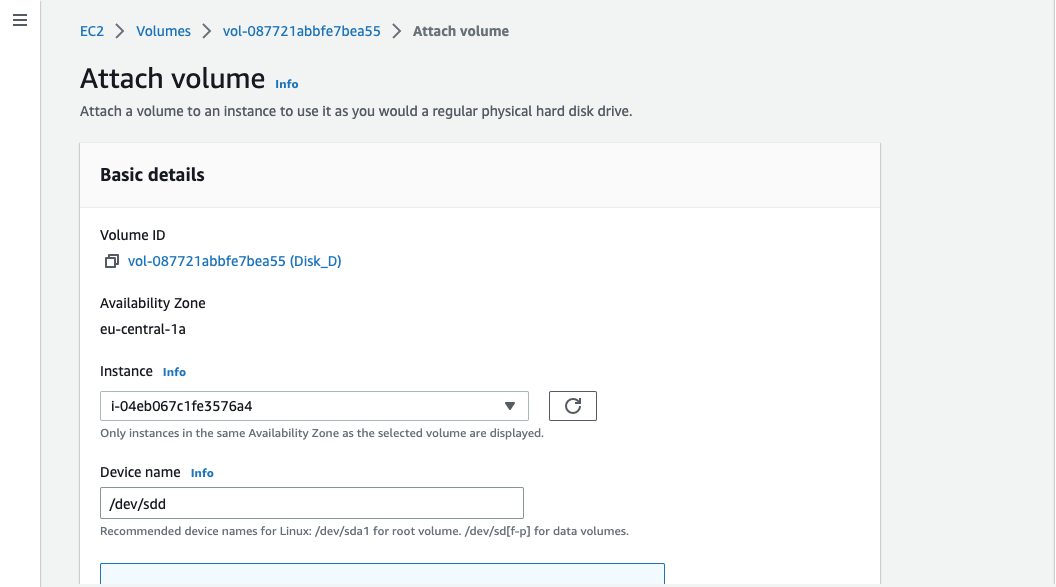 EC2 > Volumes > vol-087721abbfe7bea55 > Attach volume
Attach volume Info
Attach a volume to an instance to use it as you would a regular physical hard disk drive.
Basic details
Volume ID
vol-087721abbfe7bea55 (Disk_D)
Availability Zone
eu-central-1a
Instance Info
i-04eb067c1fe3576a4
Only instances in the same Availability Zone as the selected volume are displayed.
Device name Info
/dev/sdd
Recommended device names for Linux: /dev/sda1 for root volume. /dev/sd[f-p] for data volumes.